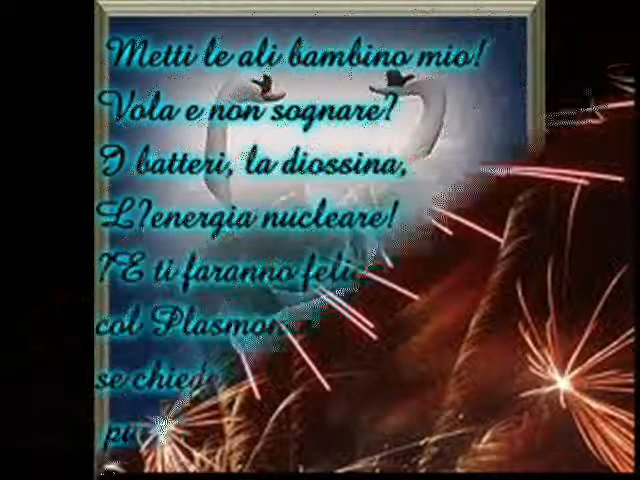 Metti le ali bambino mio!
Vola e non sognare?
I batteri, la diossina,
L?energia nucleare!
?E ti faranno
col
se